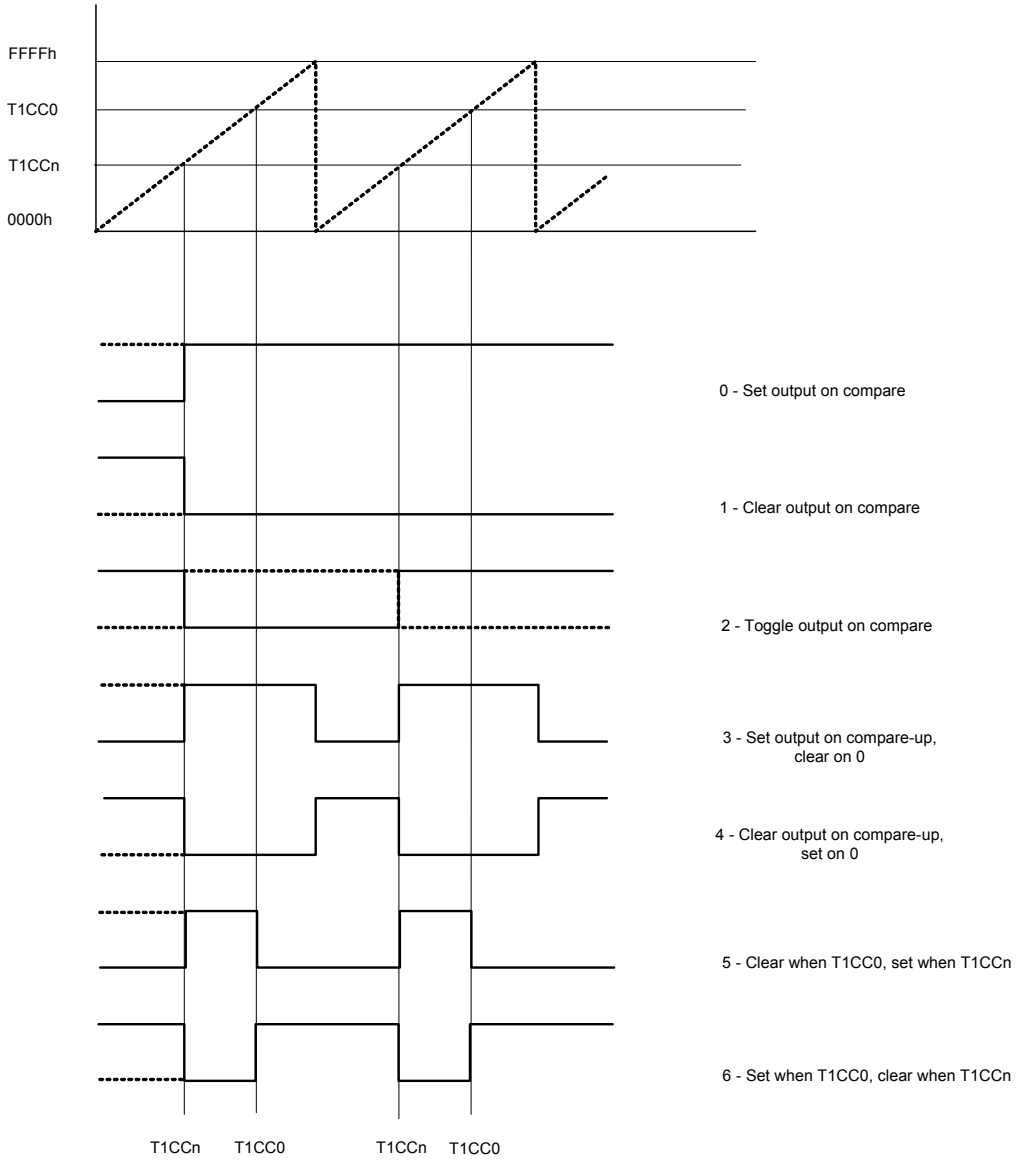 FFFFh
T1CC0
T1CCn
0000h
0 - Set output on compare
1 - Clear output on compare
2 - Toggle output on compare
3 - Set output on compare-up,
clear on 0
4 - Clear output on compare-up,
set on 0
5 - Clear when T1CC0, set when T1CCn
6 - Set when T1CC0, clear when T1CCn
T1CCn T1CC0 T1CCn T1CC0